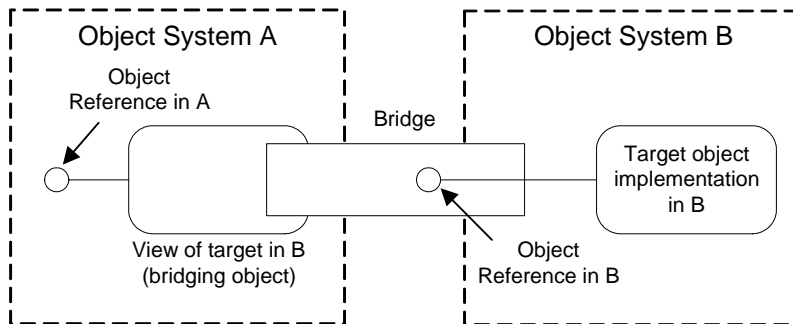 Object System A
Object System B
Object
Reference in A
Bridge
Target object
implementation
in B
View of target in B
(bridging object)
Object
Reference in B